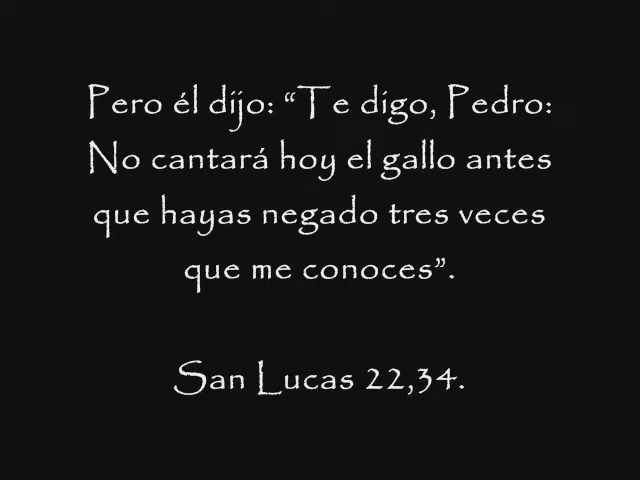 Pero él dijo: “Te digo, Pedro:
No cantará hoy el gallo antes
que hayas negado tres veces
que me conoces”.
San Lucas 22,34.